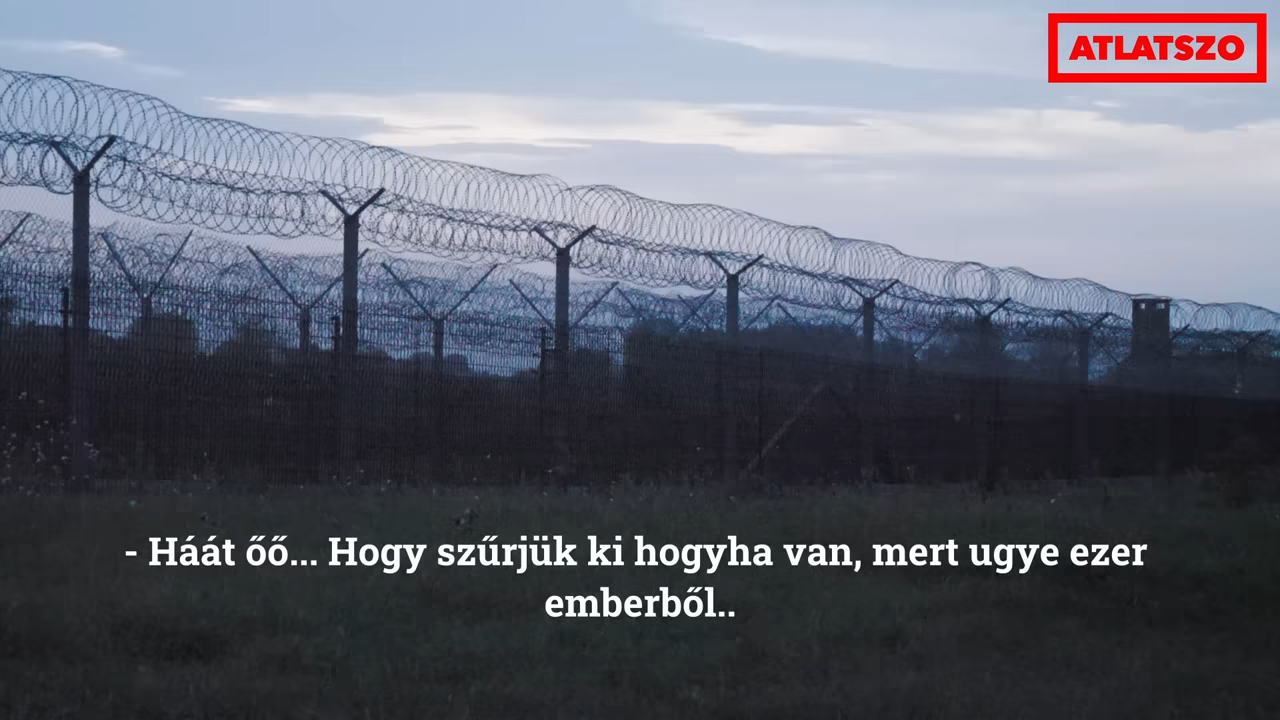 ATLATSZO
- Háát őő... Hogy szűrjük ki hogyha van, mert ugye ezer
emberből..